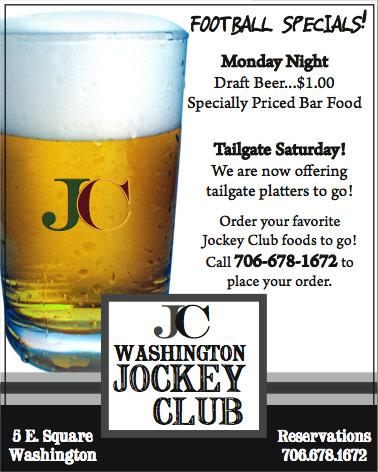 FOOTBALL SPECIALS!
Monday Night
Draft Beer...$1.00
Specially Priced Bar Food
Tailgate Saturday!
We are now offering
tailgate platters to go!
Order your favorite
Jockey Club foods to go!
Call 706-678-1672 to
place your order.
JC
JC
WASHINGTON
JOCKEY
CLUB
5 E. Square
Washington
Reservations
706.678.1672